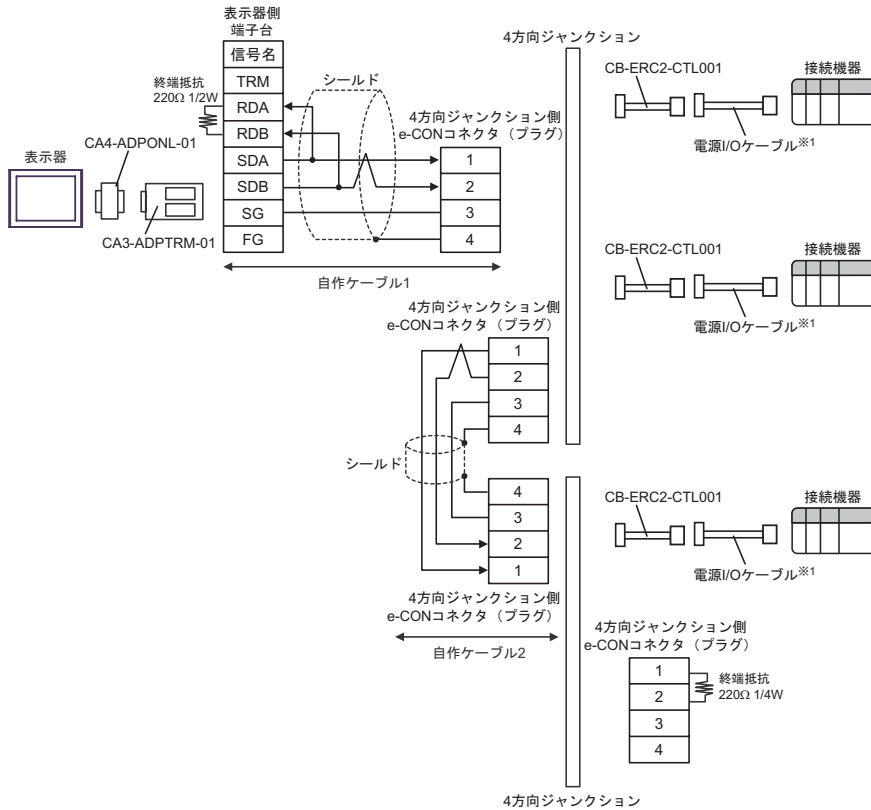 表示器側
端子台
信号名
TRM
RDA
RDB
SDA
SDB
SG
FG
終端抵抗
220Ω 1/2W
シールド
4方向ジャンクション側
e-CONコネクタ（プラグ）
1
2
3
4
表示器
CA4-ADPONL-01
CA3-ADPTRM-01
自作ケーブル1
4方向ジャンクション
CB-ERC2-CTL001
接続機器
電源I/Oケーブル※1
CB-ERC2-CTL001
接続機器
電源I/Oケーブル※1
4方向ジャンクション側
e-CONコネクタ（プラグ）
1
2
3
4
シールド
4
3
2
1
4方向ジャンクション側
e-CONコネクタ（プラグ）
自作ケーブル2
CB-ERC2-CTL001
接続機器
電源I/Oケーブル※1
4方向ジャンクション側
e-CONコネクタ（プラグ）
1
2
3
4
終端抵抗
220Ω 1/4W
4方向ジャンクション